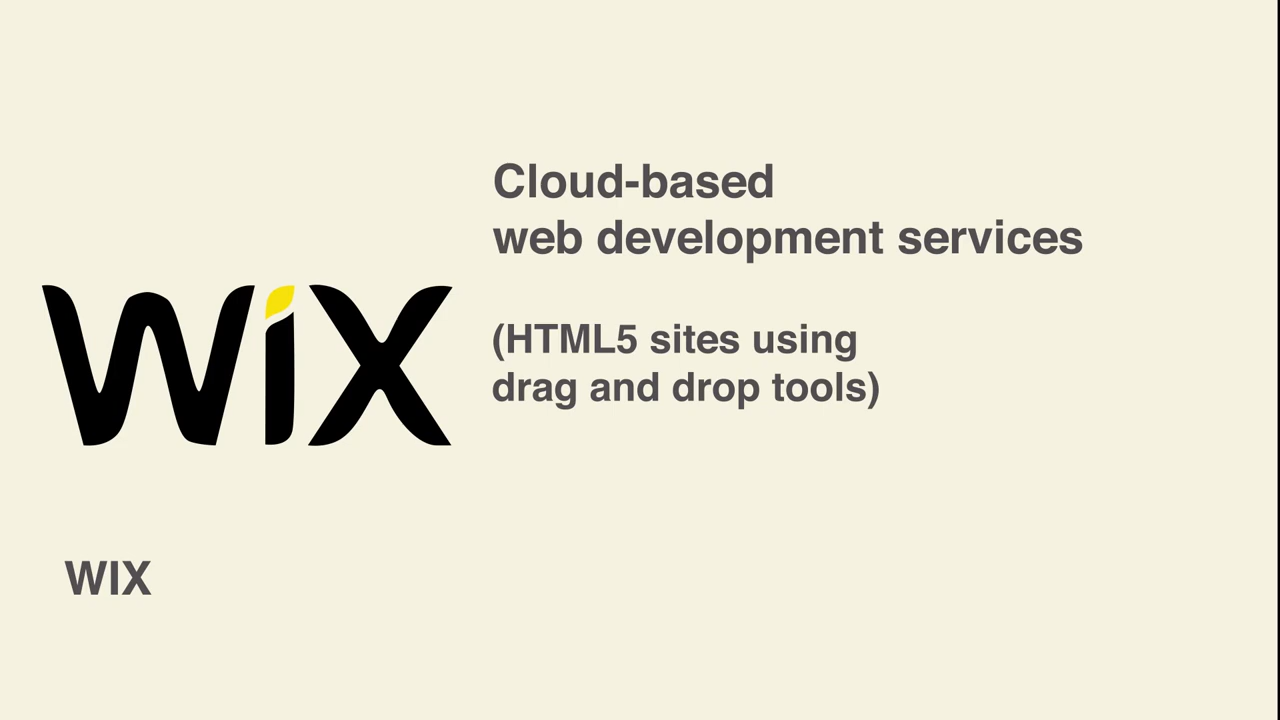 Cloud-based
web development services
WiX
(HTML5 sites using
drag and drop tools)
WIX